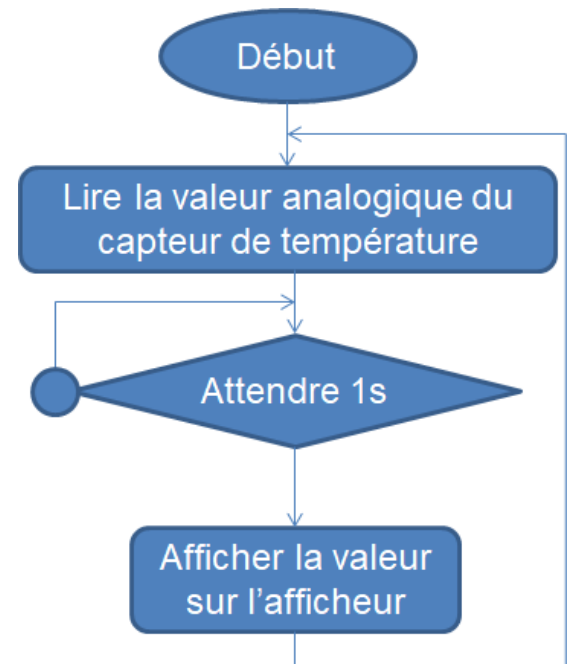 Début
Lire la valeur analogique du
capteur de température
Attendre 1s
Afficher la valeur
sur l’afficheur